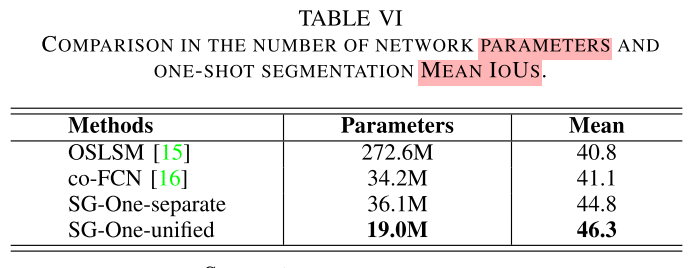 TABLE VI
COMPARISON IN THE NUMBER OF NETWORK PARAMETERS AND
ONE-SHOT SEGMENTATION MEAN IOUS.
Methods Parameters Mean
OSLSM [15] 272.6M 40.8
co-FCN [16] 34.2M 41.1
SG-One-separate 36.1M 44.8
SG-One-unified 19.0M 46.3